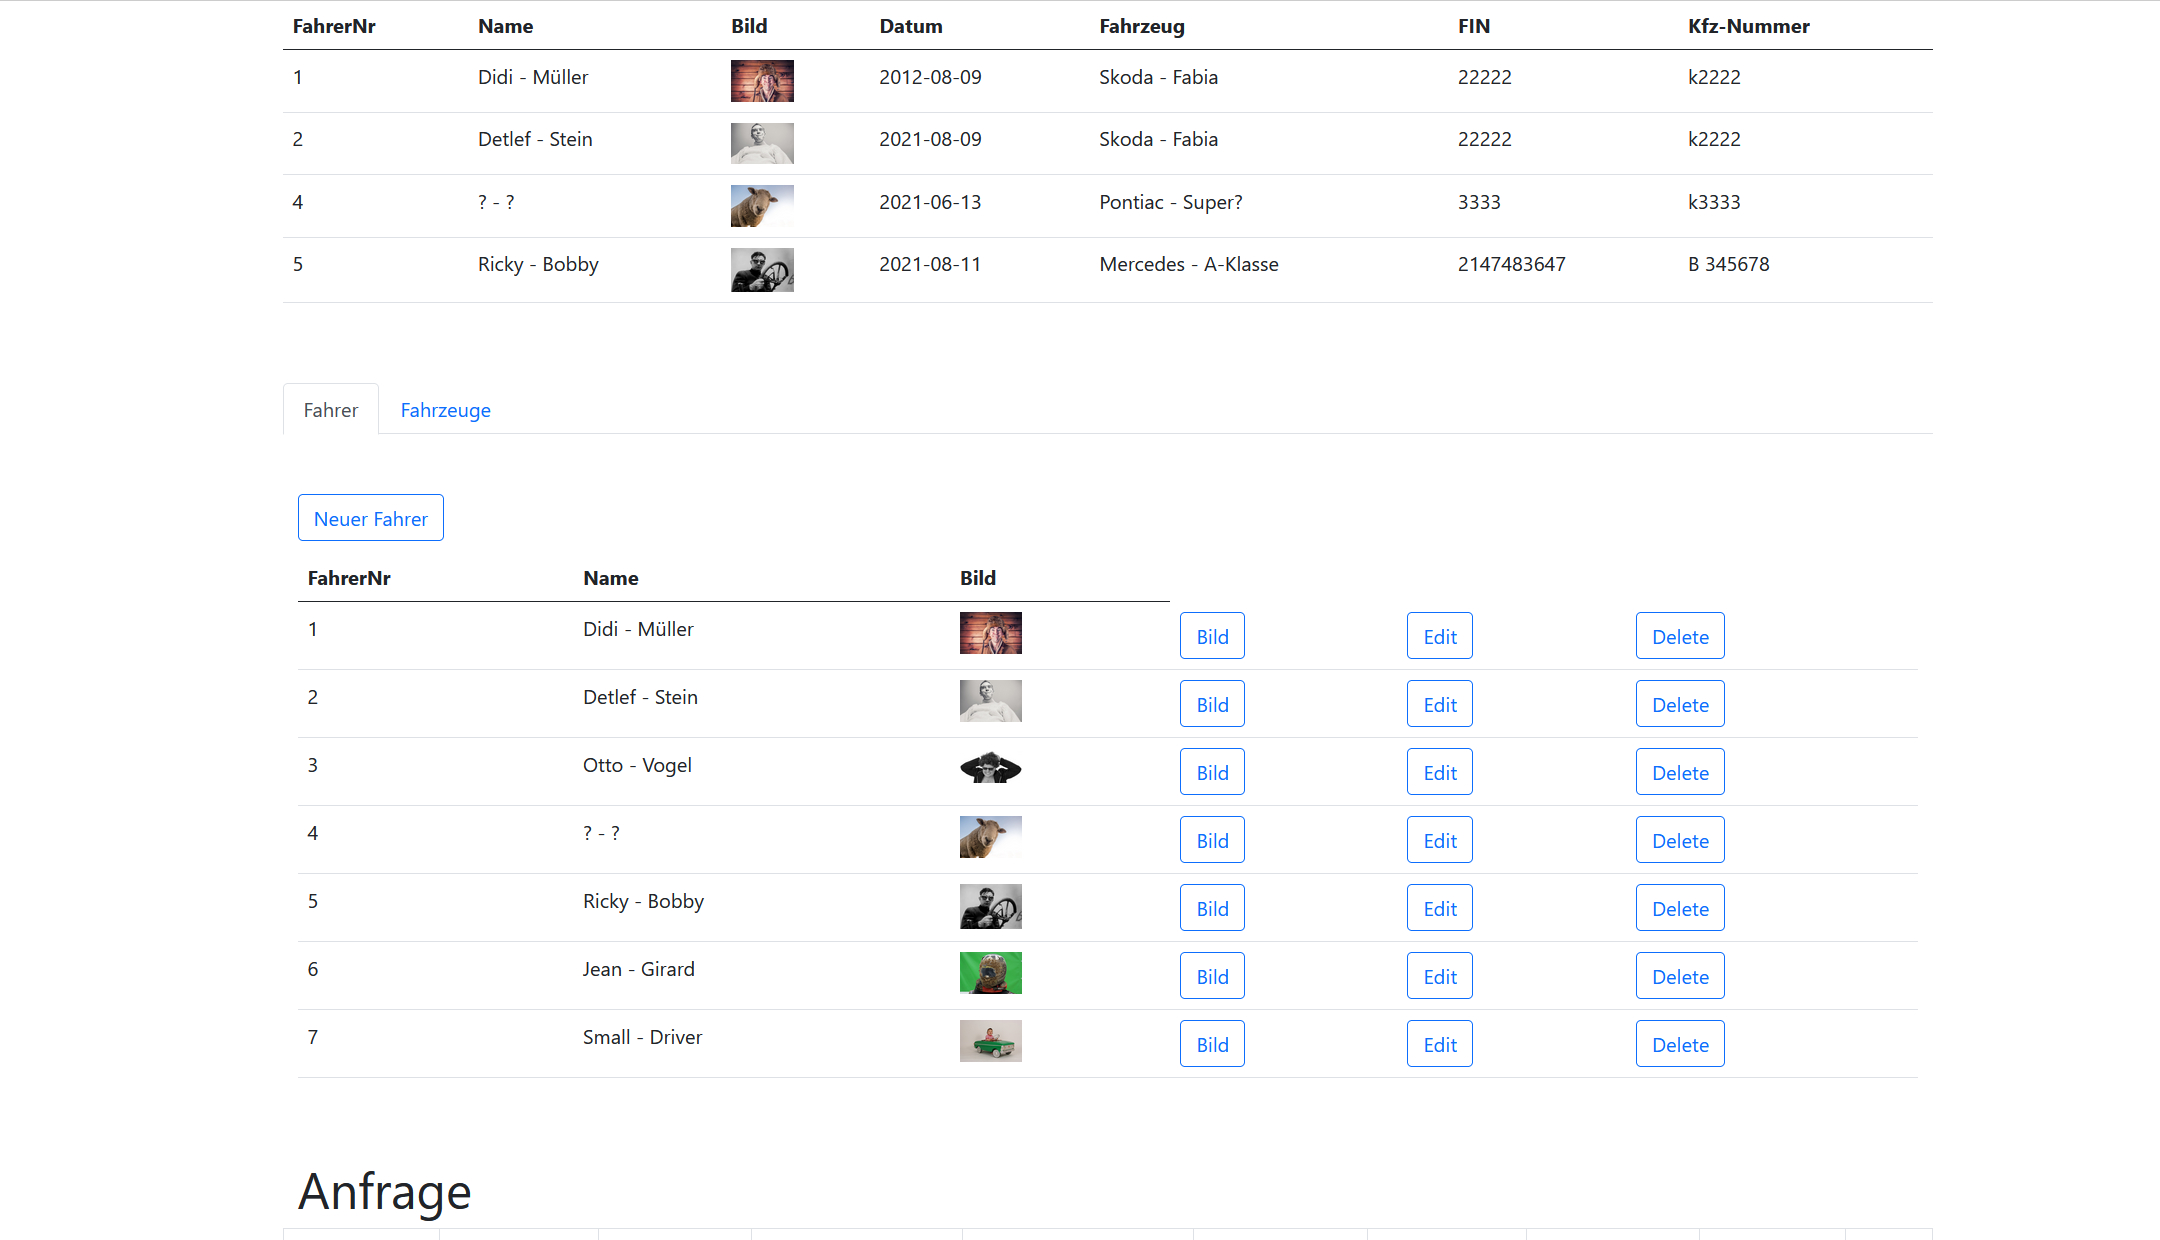 FahrerNr Name Bild Datum Fahrzeug FIN Kfz-Nummer
1 Didi - Müller 2012-08-09 Skoda - Fabia 22222 k2222
2 Detlef - Stein 2021-08-09 Skoda - Fabia 22222 k2222
4 ? - ? 2021-06-13 Pontiac - Super? 3333 k3333
5 Ricky - Bobby 2021-08-11 Mercedes - A-Klasse 2147483647 B 345678
Fahrer Fahrzeuge
Neuer Fahrer
FahrerNr Name Bild
1 Didi - Müller Bild Edit Delete
2 Detlef - Stein Bild Edit Delete
3 Otto - Vogel Bild Edit Delete
4 ? - ? Bild Edit Delete
5 Ricky - Bobby Bild Edit Delete
6 Jean - Girard Bild Edit Delete
7 Small - Driver Bild Edit Delete
Anfrage